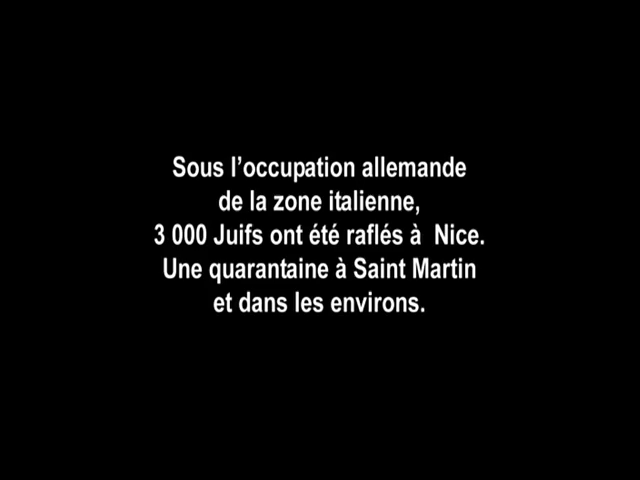 Sous l’occupation allemande
de la zone italienne,
3 000 Juifs ont été raflés à  Nice.
Une quarantaine à Saint Martin
et dans les environs.